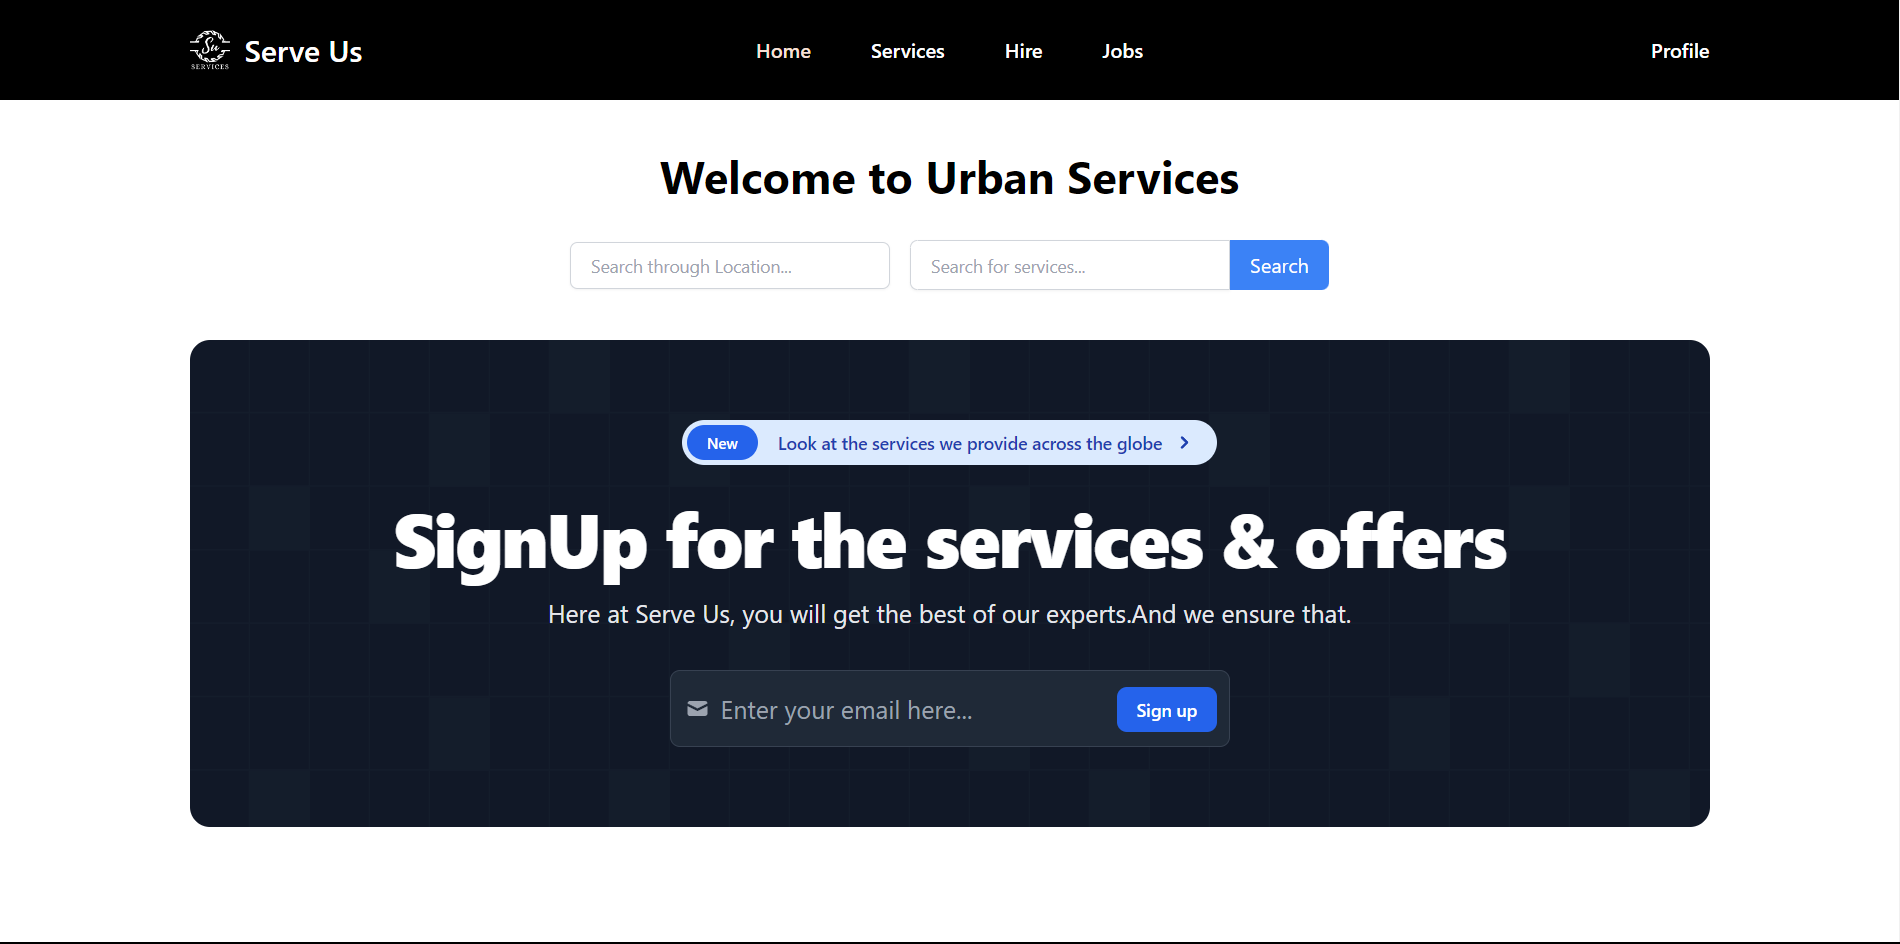 Su
SERVICES
Serve Us
Home
Services
Hire
Jobs
Profile
Welcome to Urban Services
Search through Location...
Search for services...
Search
New
Look at the services we provide across the globe
SignUp for the services & offers
Here at Serve Us, you will get the best of our experts.And we ensure that.
Enter your email here...
Sign up